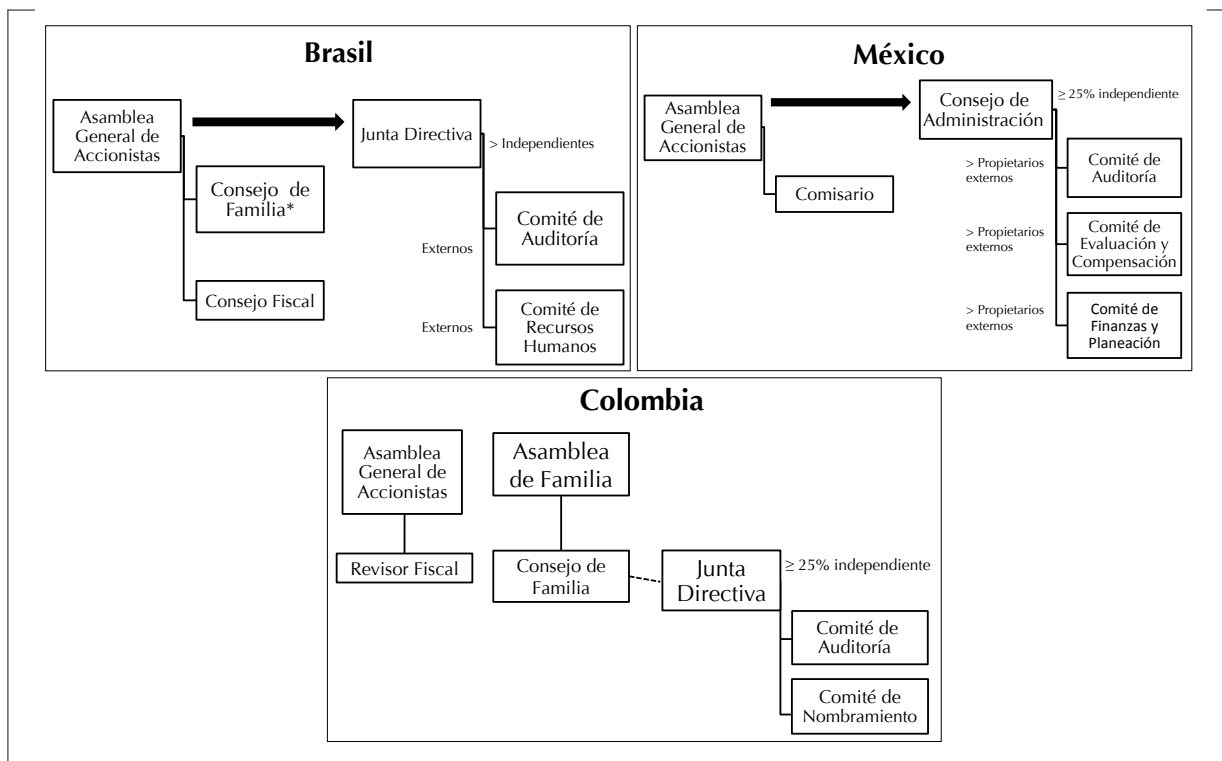 Brasil
Asamblea
General de
Accionistas
Junta Directiva
> Independientes
Consejo de
Familia*
Comité de
Auditoría
Externos
Consejo Fiscal
Externos
Comité de
Recursos
Humanos
México
Asamblea
General de
Accionistas
Consejo de
Administración
≥ 25% independiente
> Propietarios
externos
Comité de
Auditoría
Comisario
> Propietarios
externos
Comité de
Evaluación y
Compensación
> Propietarios
externos
Comité de
Finanzas y
Planeación
Colombia
Asamblea
General de
Accionistas
Asamblea
de Familia
Revisor Fiscal
Consejo de
Familia
Junta
Directiva
≥ 25% independiente
Comité de
Auditoría
Comité de
Nombramiento